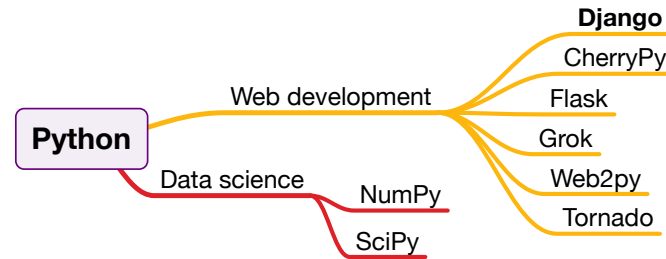 Python
Web development
Django
CherryPy
Flask
Grok
Web2py
Tornado
Data science
NumPy
SciPy